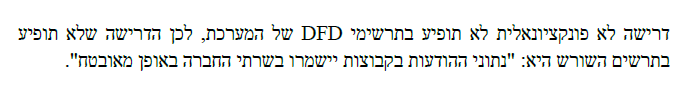 דרישה לא פונקציונאלית לא תופיע בתרשימי DFD של המערכת, לכן הדרישה שלא תופיע
בתרשים השורש היא: "נתוני ההודעות בקבוצות יישמרו בשרתי החברה באופן מאובטח".